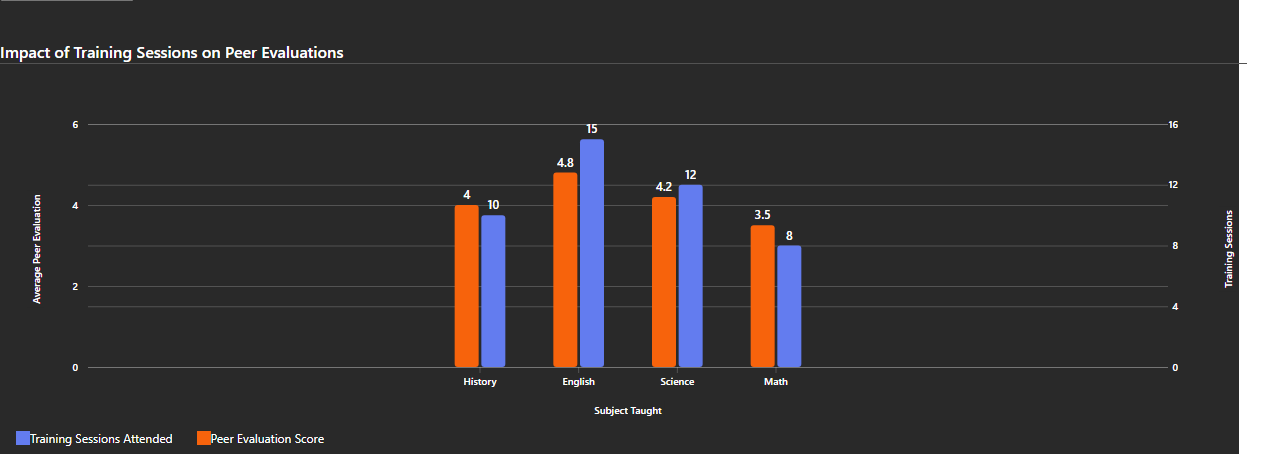 Impact of Training Sessions on Peer Evaluations
6 16
15
4.8
4.2 12 12
4 10
4
3.5
8 8
2
4
0 0
Average Peer Evaluation
Training Sessions
History English Science Math
Subject Taught
Training Sessions Attended Peer Evaluation Score